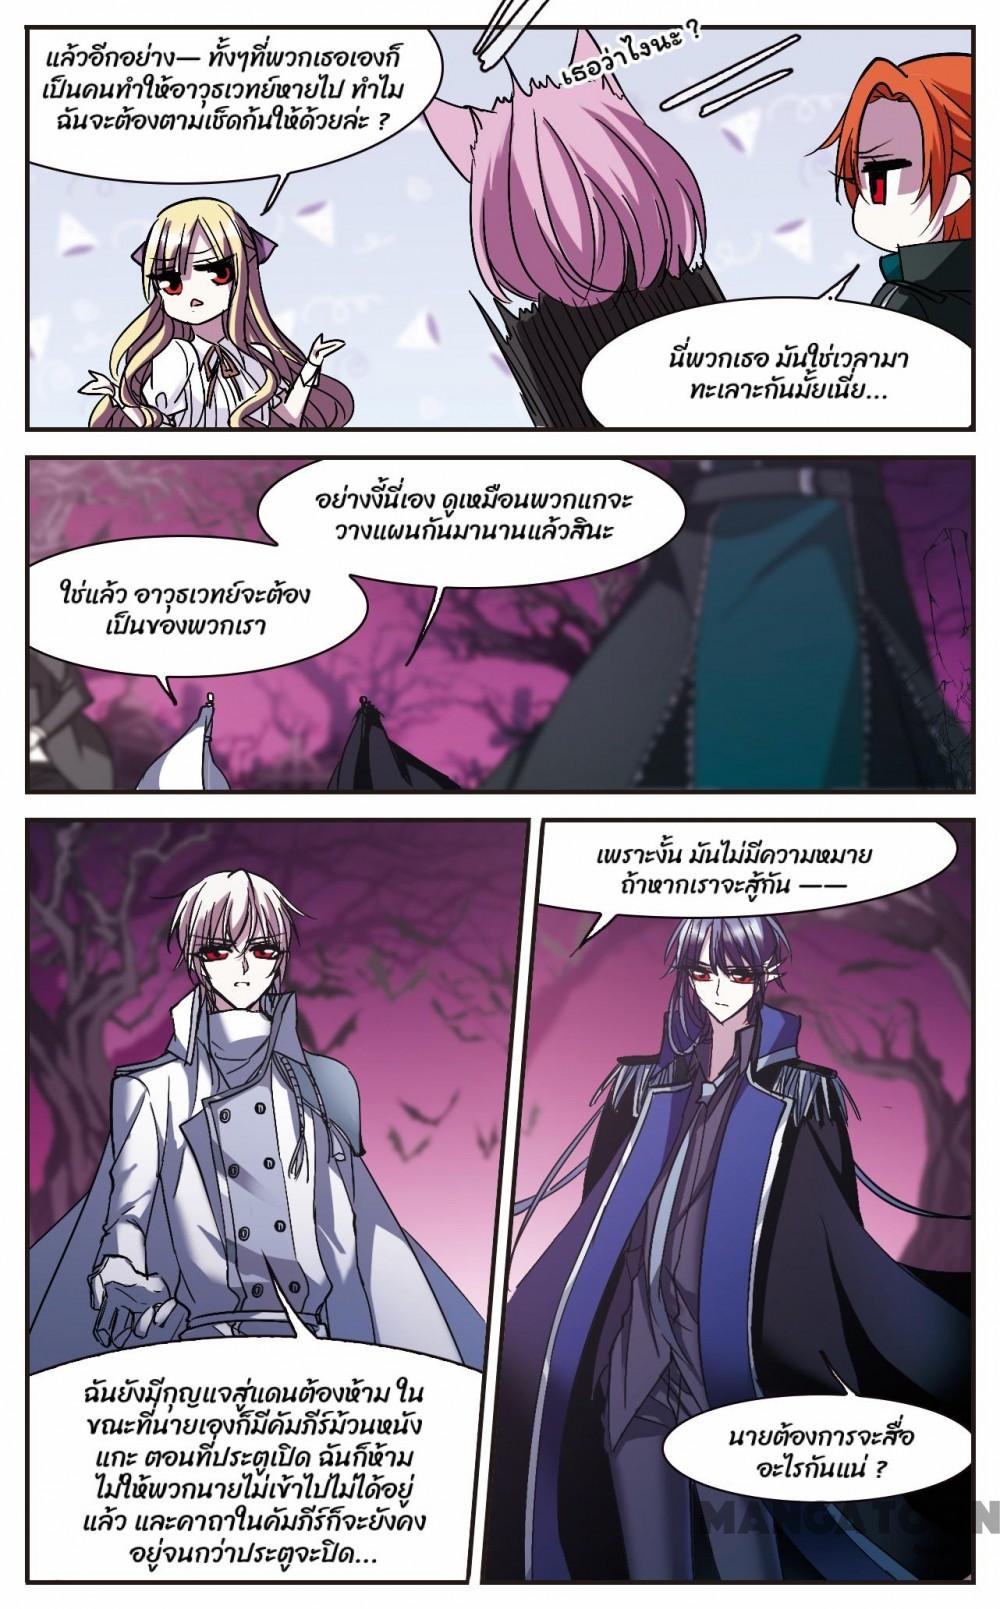 แล้วอีกอย่าง— ทั้งๆที่พวกเธอเองก็
เป็นคนทำให้อาวุธเวทย์หายไป ทำไม
ฉันจะต้องตามเช็ดก้นให้ด้วยล่ะ ?
เธอว่าไงนะ ?
นี่พวกเธอ มันใช่เวลามา
ทะเลาะกันมั้ยเนี่ย...
อย่างงี้นี่เอง ดูเหมือนพวกแกจะ
วางแผนกันมานานแล้วสินะ
ใช่แล้ว อาวุธเวทย์จะต้อง
เป็นของพวกเรา
เพราะงั้น มันไม่มีความหมาย
ถ้าหากเราจะสู้กัน ——
ฉันยังมีกุญแจสู่แดนต้องห้าม ใน
ขณะที่นายเองก็มีคัมภีร์ม้วนหนัง
แกะ ตอนที่ประตูเปิด ฉันก็ห้าม
ไม่ให้พวกนายไม่เข้าไปไม่ได้อยู่
แล้ว และคาถาในคัมภีร์ก็จะยังคง
อยู่จนกว่าประตูจะปิด...
นายต้องการจะสื่อ
อะไรกันแน่ ?
MANGATOON